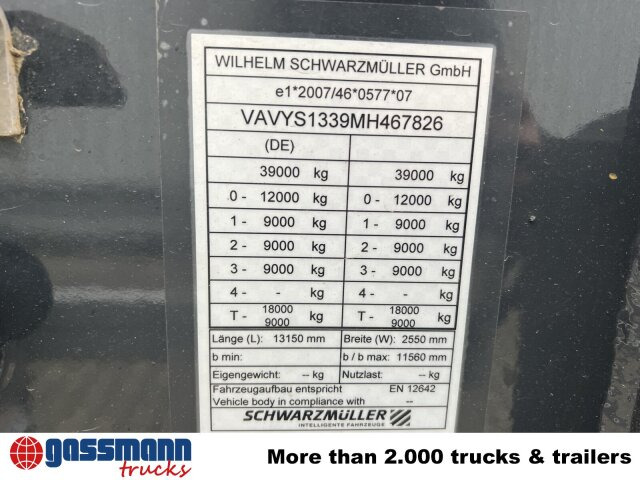 WILHELM SCHWARZMÜLLER GmbH
e1*2007/46*0577*07
VAVYS1339MH467826
(DE)
39000 kg 39000 kg
0 - 12000 kg 0 - 12000 kg
1 - 9000 kg 1 - 9000 kg
2 - 9000 kg 2 - 9000 kg
3 - 9000 kg 3 - 9000 kg
4 - - kg 4 - - kg
T - 18000 9000 kg T - 18000 9000 kg
Länge (L): 13150 mm Breite (W): 2550 mm
b min: b / b max: 11560 mm
Eigengewicht: -- kg Nutzlast: -- kg
Fahrzeugaufbau entspricht EN 12642
Vehicle body in compliance with --
SCHWARZMÜLLER
INTELLIGENTE FAHRZEUGE
gassmann
trucks
More than 2.000 trucks & trailers